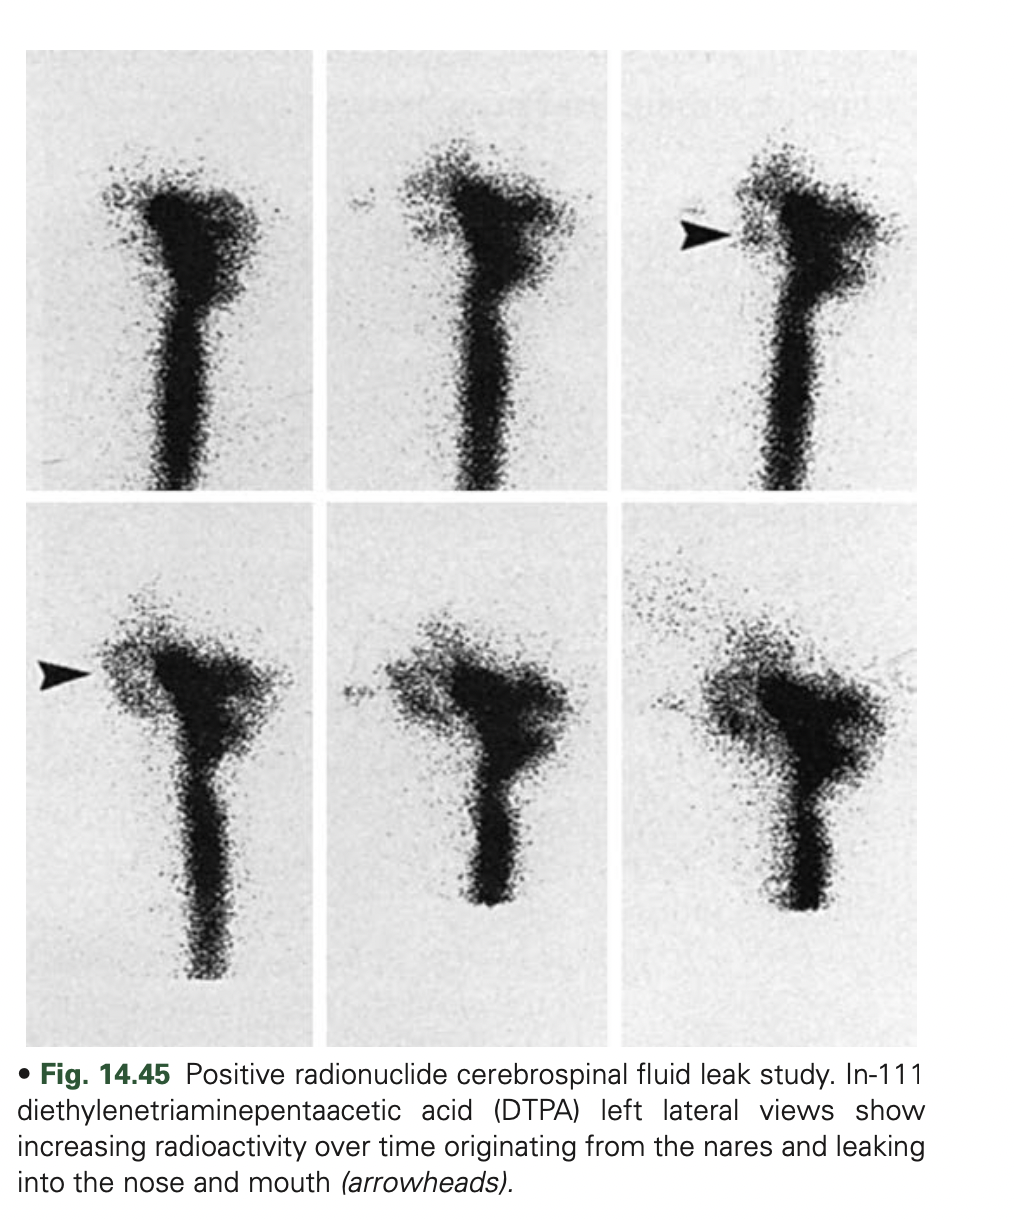 • Fig. 14.45 Positive radionuclide cerebrospinal fluid leak study. In-111
diethylenetriaminepentaacetic acid (DTPA) left lateral views show
increasing radioactivity over time originating from the nares and leaking
into the nose and mouth (arrowheads).